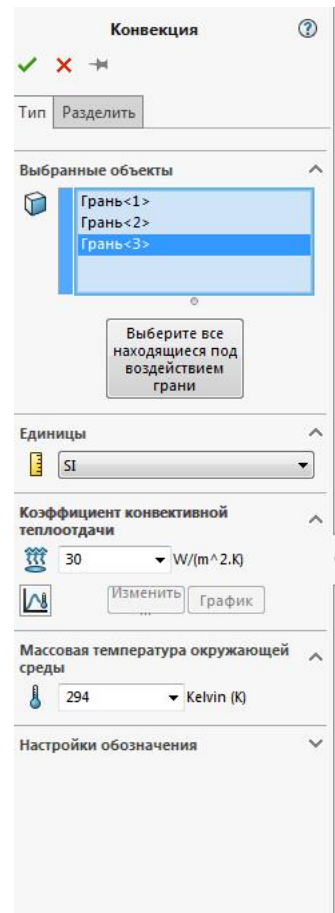 Конвекция
Тип Разделить
Выбранные объекты
Грань<1>
Грань<2>
Грань<3>
Выберите все
находящиеся под
воздействием
грани
Единицы
SI
Коэффициент конвективной
теплоотдачи
30 W/(m^2.K)
Изменить
... График
Массовая температура окружающей
среды
294 Kelvin (K)
Настройки обозначения